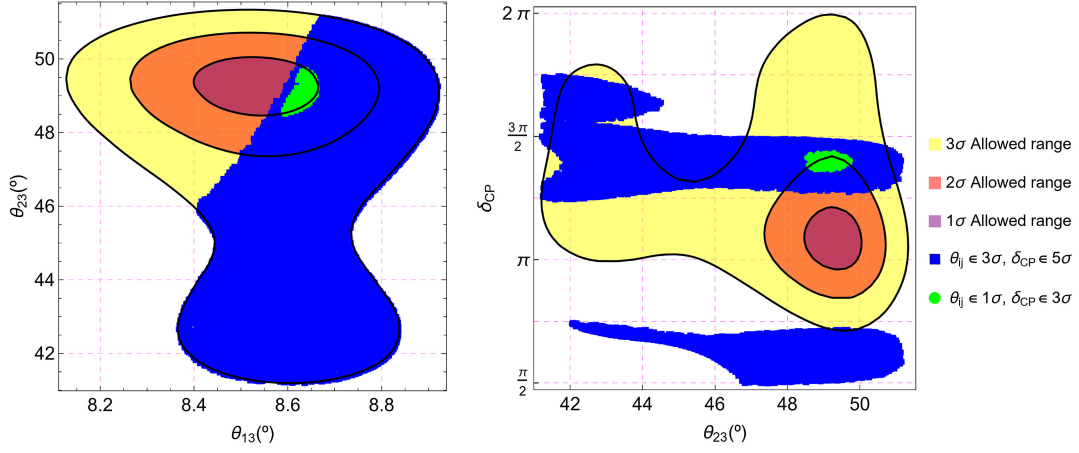 50
48
46
44
42
θ23(º)
8.2
8.4
8.6
8.8
θ13(º)
2 π
3 π
2
π
π
2
δCP
42
44
46
48
50
θ23(º)
3σ Allowed range
2σ Allowed range
1σ Allowed range
θij ∈ 3σ, δCP ∈ 5σ
θij ∈ 1σ, δCP ∈ 3σ